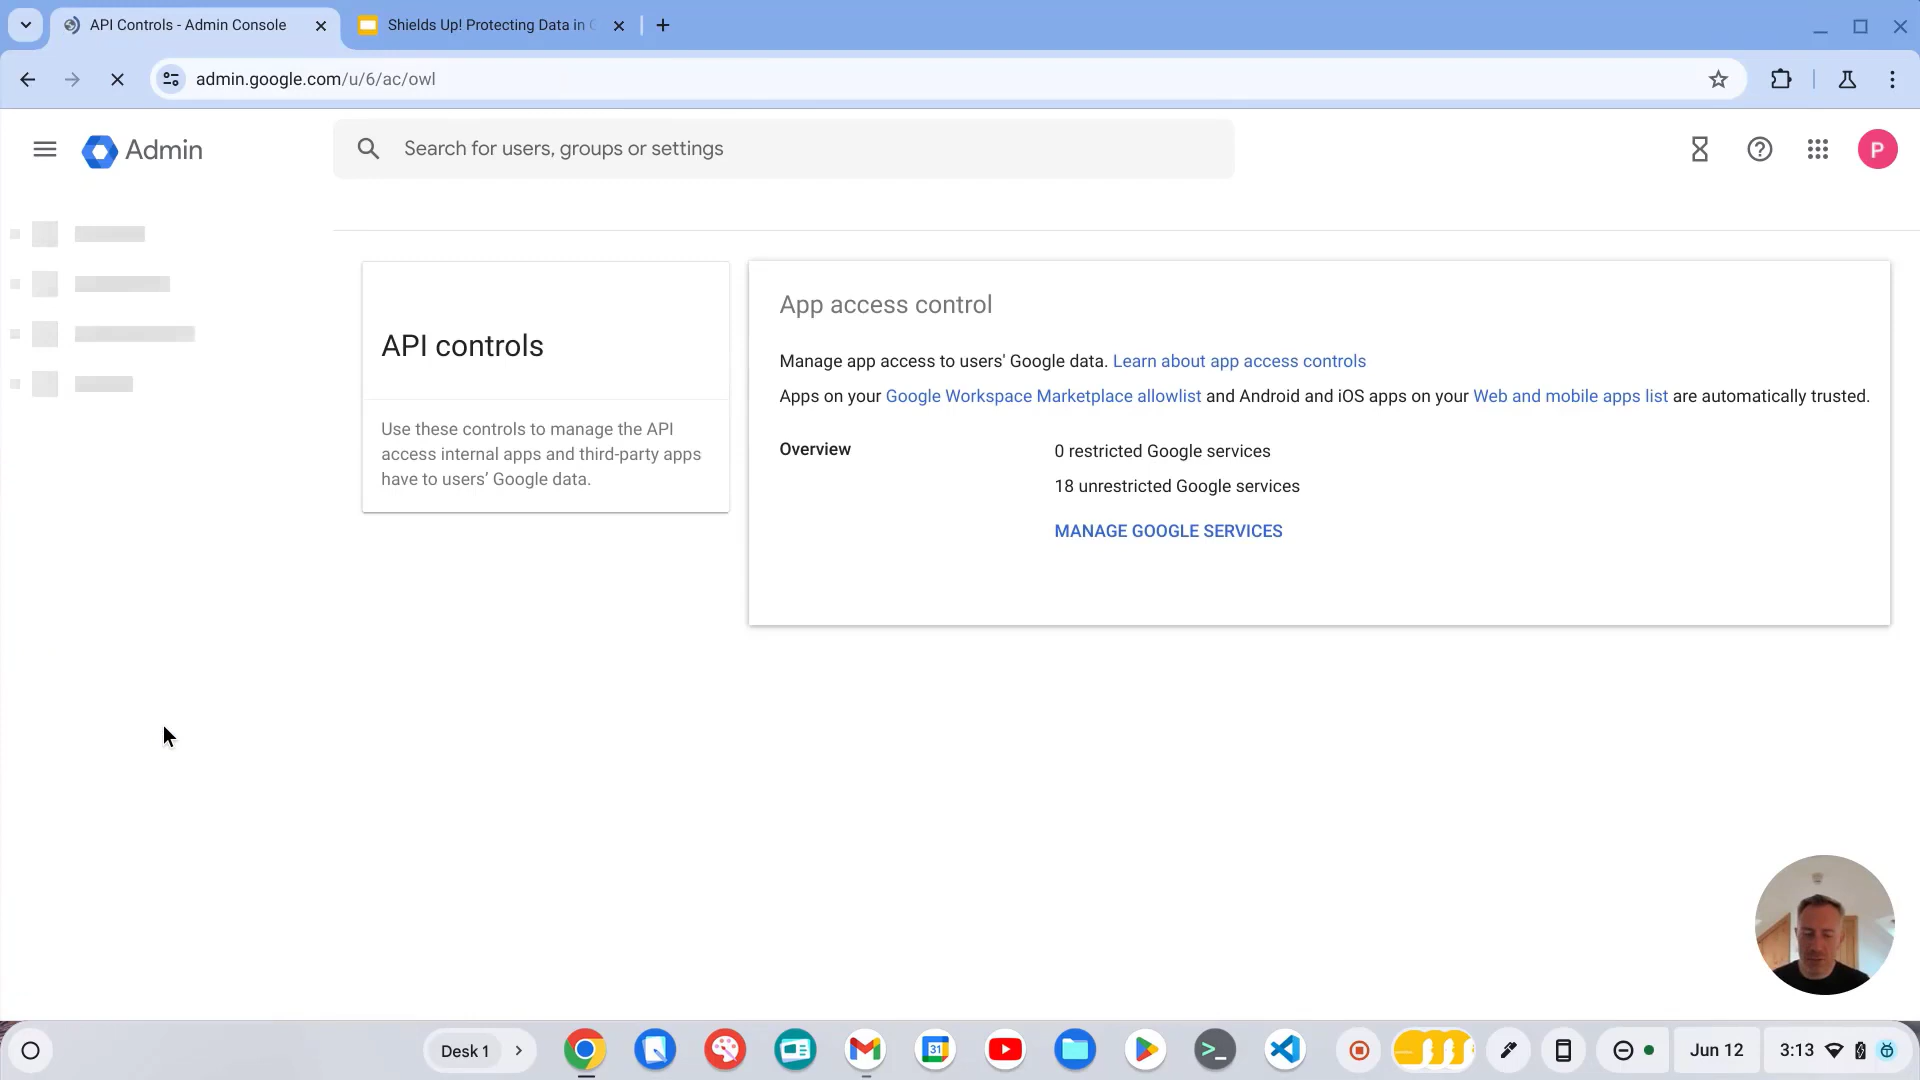 API Controls - Admin Console
Shields Up! Protecting Data in
admin.google.com/u/6/ac/owl
Admin
Search for users, groups or settings
P
API controls
Use these controls to manage the API
access internal apps and third-party apps
have to users’ Google data.
App access control
Manage app access to users' Google data. Learn about app access controls
Apps on your Google Workspace Marketplace allowlist and Android and iOS apps on your Web and mobile apps list are automatically trusted.
Overview
0 restricted Google services
18 unrestricted Google services
MANAGE GOOGLE SERVICES
Desk 1
31
Jun 12
3:13